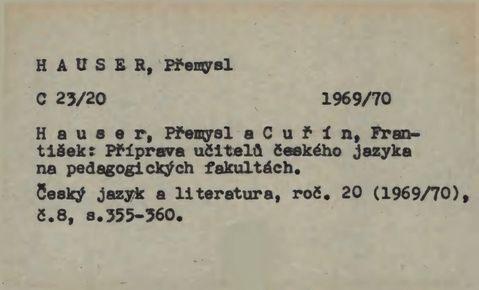 H A U S E R, Přemysl
C 23/20 1969/70
H a u s e r, Přemysl a C u ř í n, Fran-
tišek: Příprava učitelů českého jazyka
na pedagogických fakultách.
Český jazyk a literatura, roč. 20 (1969/70),
č.8, s.355-360.